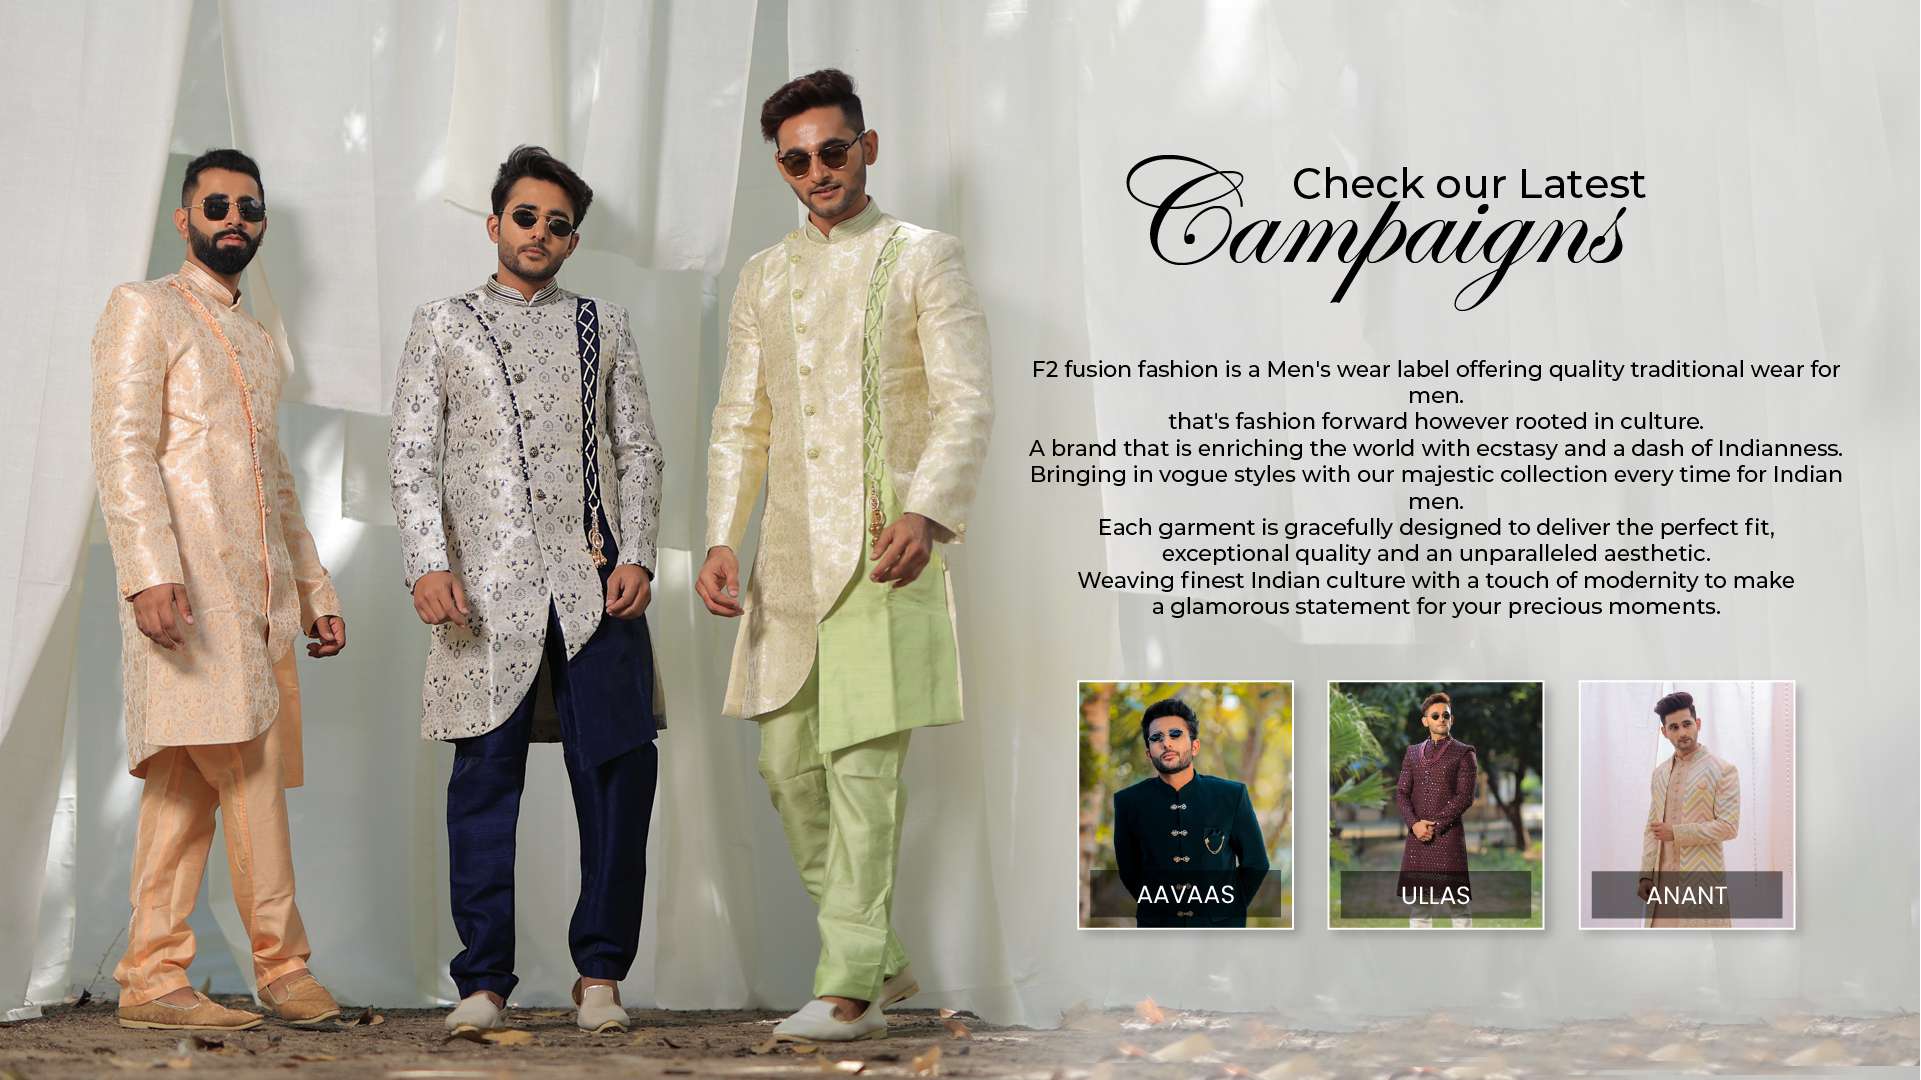 Check our Latest
Campaigns
F2 fusion fashion is a Men's wear label offering quality traditional wear for
men.
that's fashion forward however rooted in culture.
A brand that is enriching the world with ecstasy and a dash of Indianness.
Bringing in vogue styles with our majestic collection every time for Indian
men.
Each garment is gracefully designed to deliver the perfect fit,
exceptional quality and an unparalleled aesthetic.
Weaving finest Indian culture with a touch of modernity to make
a glamorous statement for your precious moments.
AAVAAS
ULLAS
ANANT